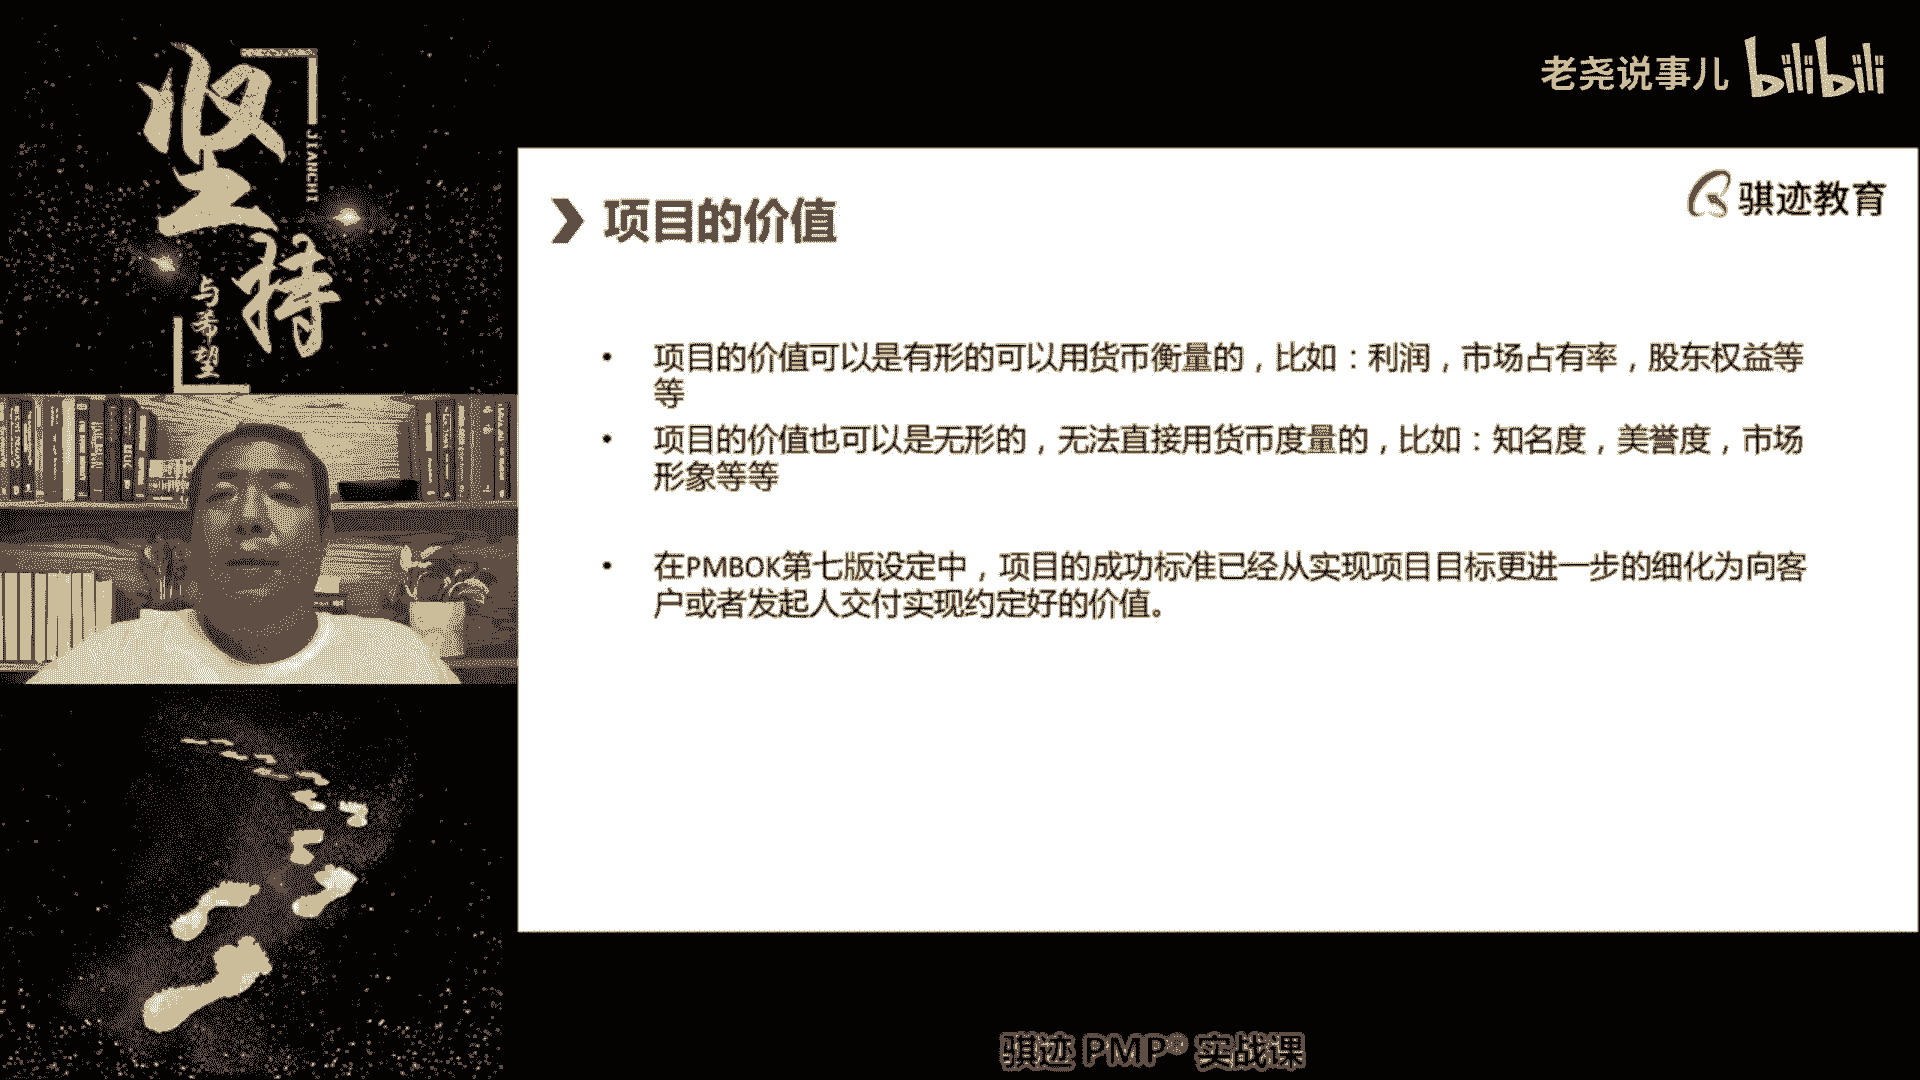 坚持
JIANCHI
与希望
老尧说事儿 bilibili
骐迹教育
项目的价值
• 项目的价值可以是有形的可以用货币衡量的，比如：利润，市场占有率，股东权益等
等
• 项目的价值也可以是无形的，无法直接用货币度量的，比如：知名度，美誉度，市场
形象等等
• 在PMBOK第七版设定中，项目的成功标准已经从实现项目目标更进一步的细化为向客
户或者发起人交付实现约定好的价值。
骐迹 PMP® 实战课